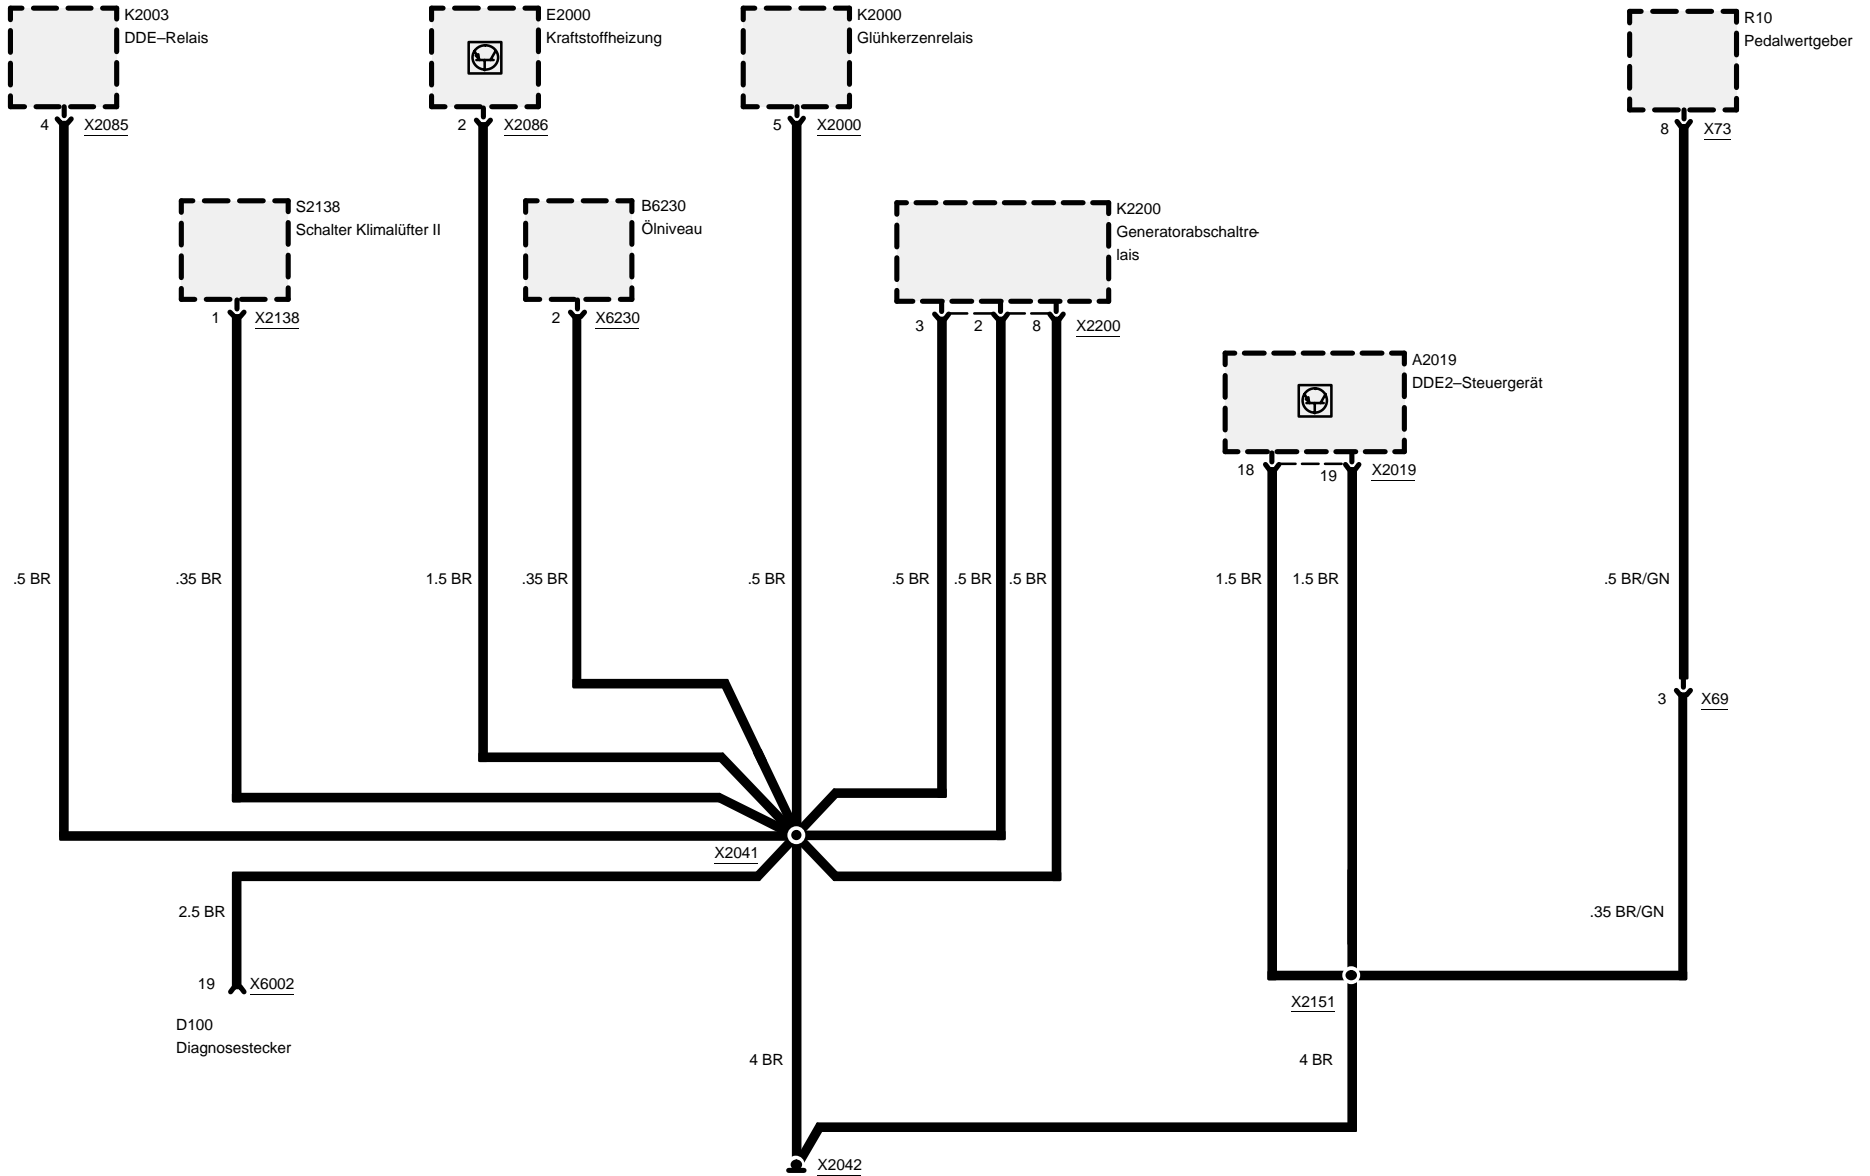 K2003
DDE–Relais
E2000
Kraftstoffheizung
K2000
Glühkerzenrelais
R10
Pedalwertgeber
4 X2085
2 X2086
5 X2000
8 X73
S2138
Schalter Klimalüfter II
B6230
Ölniveau
K2200
Generatorabschaltre-
lais
1 X2138
2 X6230
3 2 8 X2200
A2019
DDE2–Steuergerät
18 19 X2019
.5 BR
.35 BR
1.5 BR
.35 BR
.5 BR
.5 BR
.5 BR
.5 BR
1.5 BR
1.5 BR
.5 BR/GN
3 X69
X2041
2.5 BR
.35 BR/GN
19 X6002
X2151
D100
Diagnosestecker
4 BR
4 BR
X2042